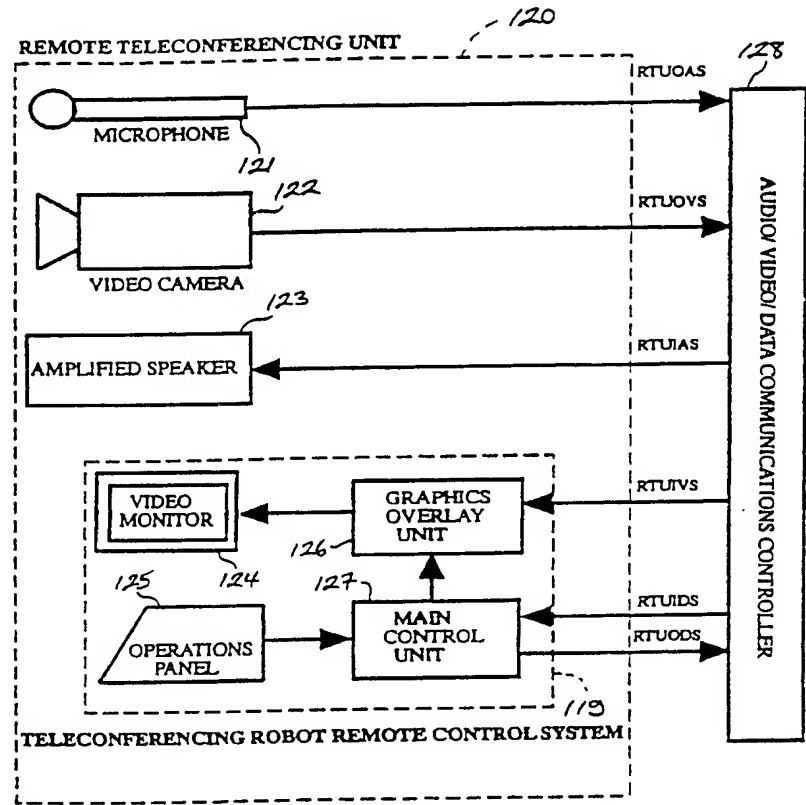 120
REMOTE TELECONFERENCING UNIT
128
RTUOAS
MICROPHONE
121
122
RTUOVS
VIDEO CAMERA
123
AMPLIFIED SPEAKER
RTUIAS
AUDIO/ VIDEO/ DATA COMMUNICATIONS CONTROLLER
VIDEO
MONITOR
GRAPHICS
OVERLAY
UNIT
RTUIVS
126
124
125
127
OPERATIONS
PANEL
MAIN
CONTROL
UNIT
RTUIDS
RTUODS
119
TELECONFERENCING ROBOT REMOTE CONTROL SYSTEM